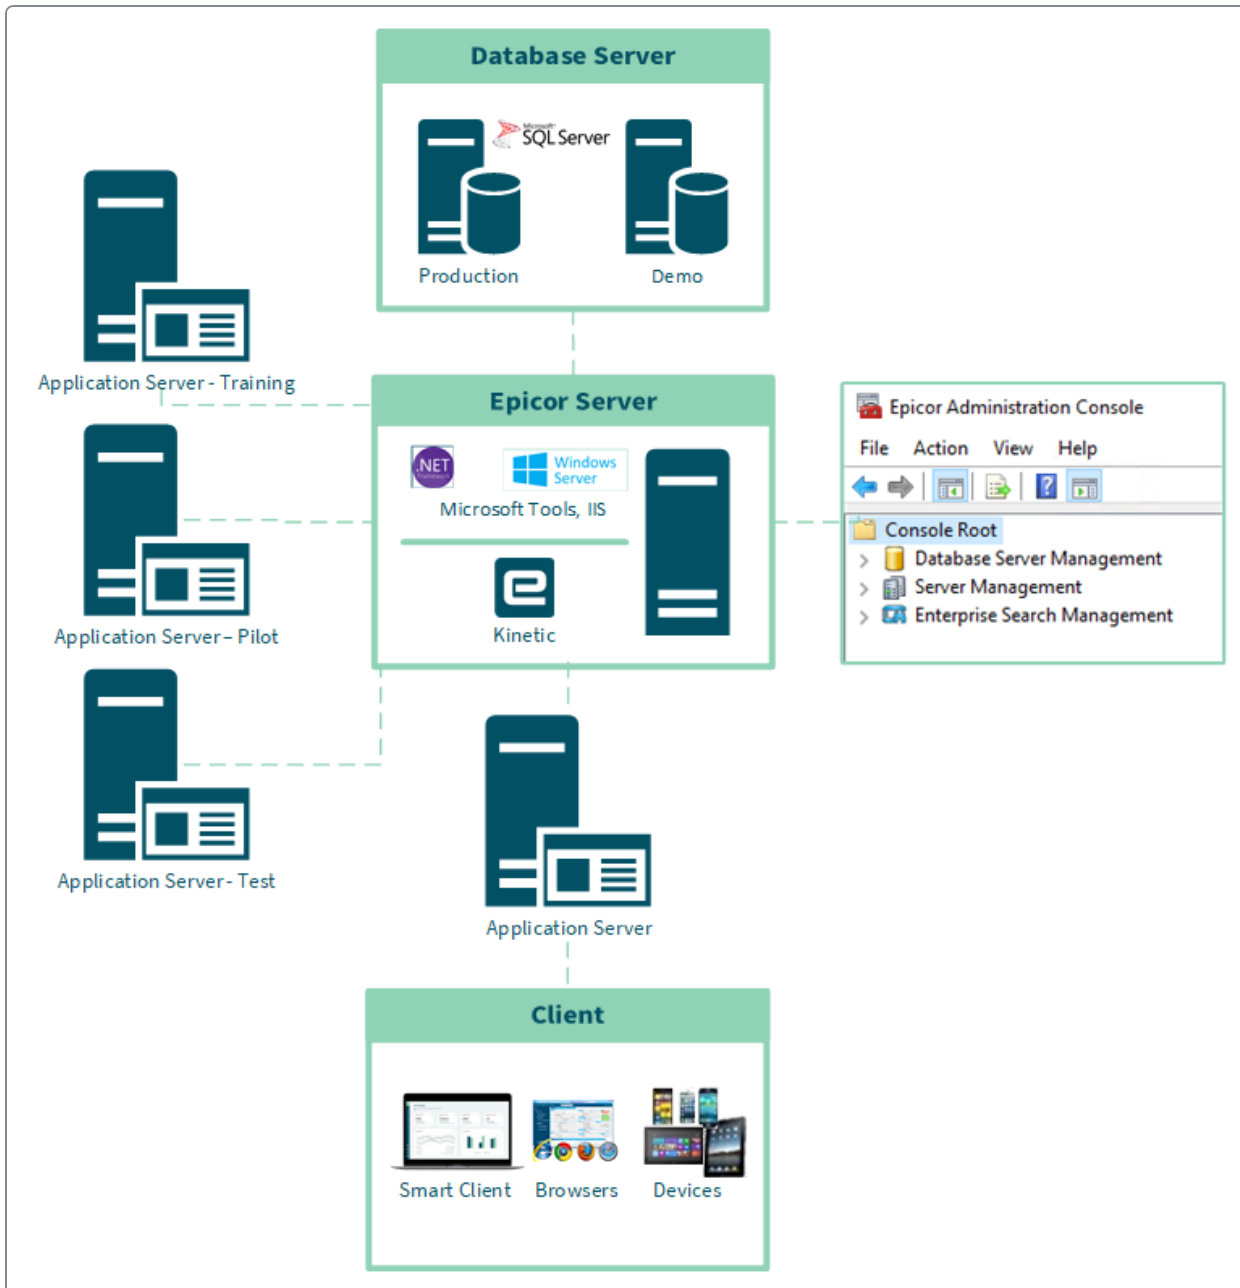 Database Server
Microsoft
SQL Server
Production
Demo
Application Server - Training
Epicor Server
.NET
Windows
Server
Microsoft Tools, IIS
Kinetic
Epicor Administration Console
File Action View Help
Console Root
Database Server Management
Server Management
Enterprise Search Management
Application Server – Pilot
Application Server - Test
Application Server
Client
Smart Client
Browsers
Devices